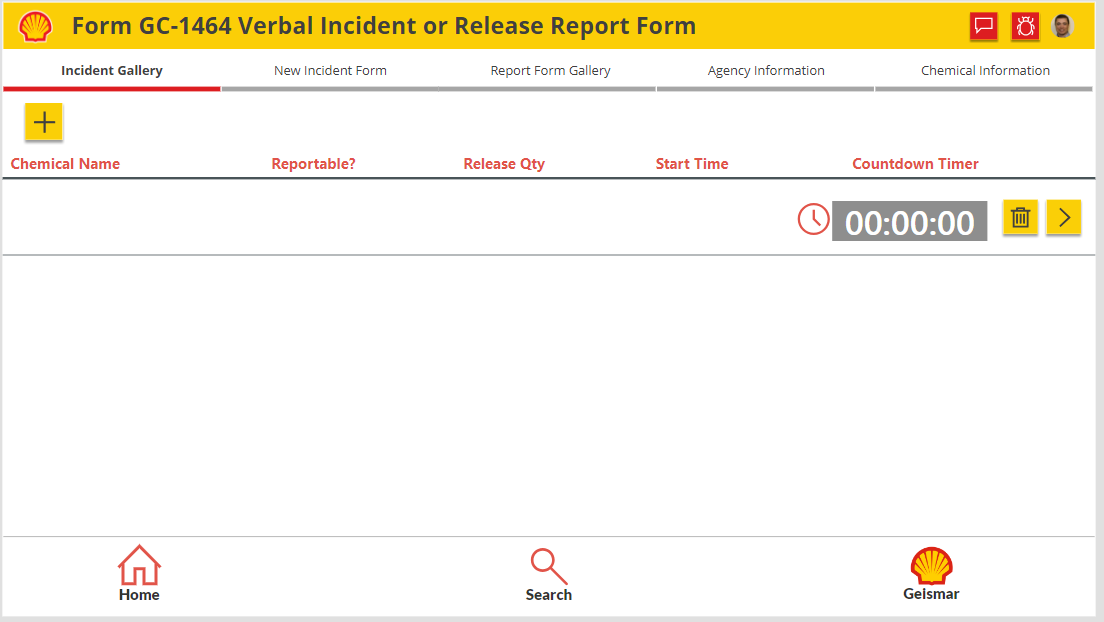 Form GC-1464 Verbal Incident or Release Report Form
Incident Gallery New Incident Form Report Form Gallery Agency Information Chemical Information
Chemical Name Reportable? Release Qty Start Time Countdown Timer
00:00:00
Home Search Geismar